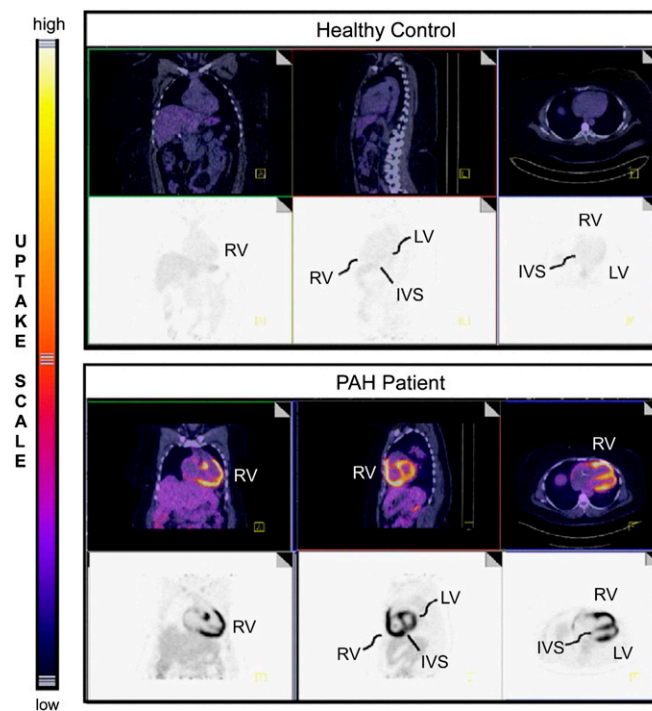 high
UPTAKE SCALE
low
Healthy Control
RV
LV
RV
IVS
RV
IVS
LV
PAH Patient
RV
RV
RV
RV
LV
RV
IVS
RV
IVS
LV